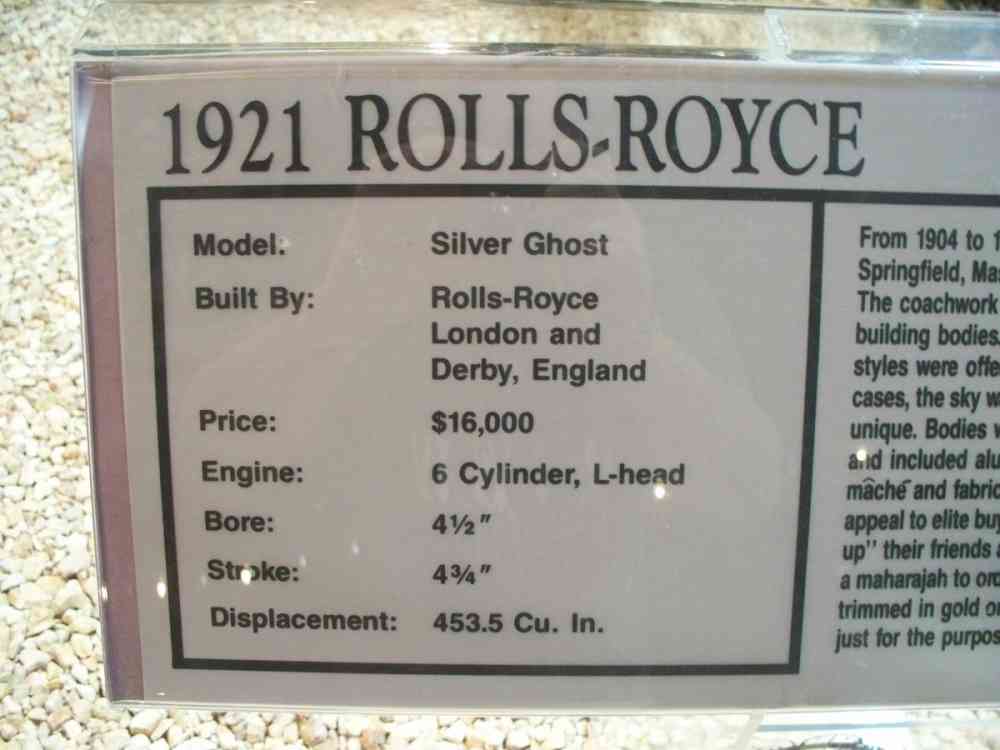 1921 ROLLS-ROYCE
Model: Silver Ghost
Built By: Rolls-Royce
London and
Derby, England
Price: $16,000
Engine: 6 Cylinder, L-head
Bore: 4½"
Stroke: 4¾"
Displacement: 453.5 Cu. In.
From 1904 to
Springfield,
The coachwork
building bodies.
styles were
cases, the sky
unique. Bodies
and included
mâché and
appeal to elite
up" their friends
a maharajah to
trimmed in gold
just for the